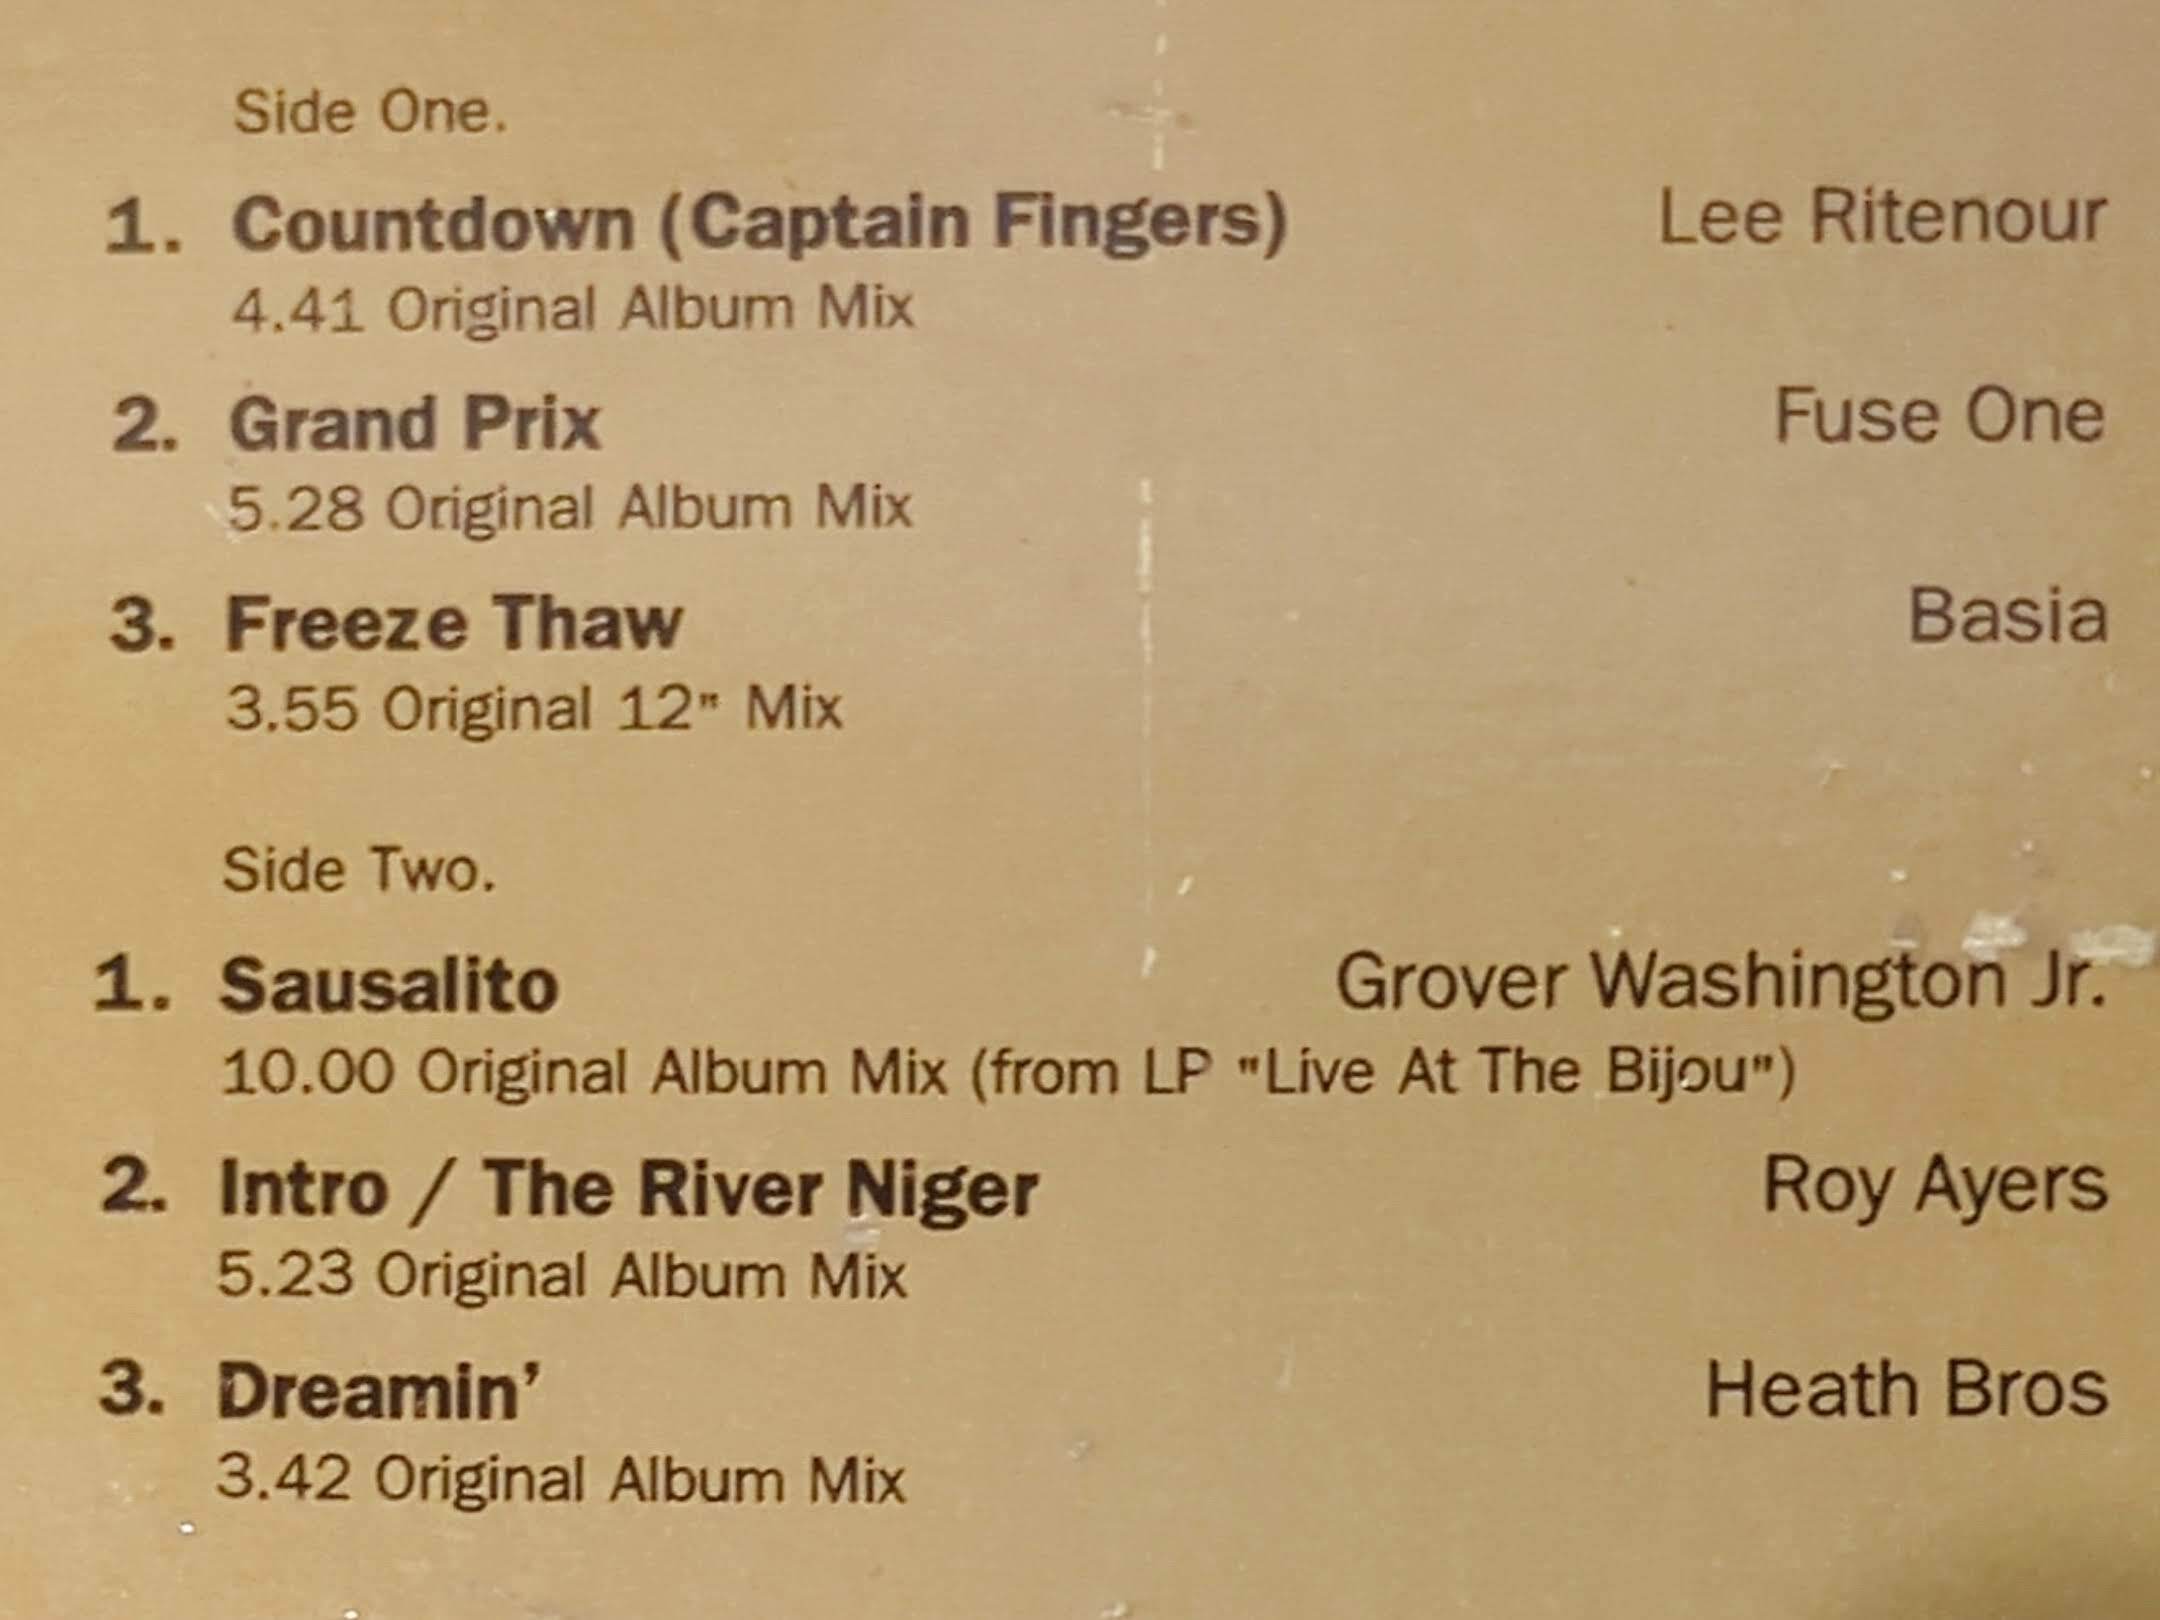 Side One.
1. Countdown (Captain Fingers) Lee Ritenour
4.41 Original Album Mix
2. Grand Prix Fuse One
5.28 Original Album Mix
3. Freeze Thaw Basia
3.55 Original 12" Mix
Side Two.
1. Sausalito Grover Washington Jr.
10.00 Original Album Mix (from LP "Live At The Bijou")
2. Intro / The River Niger Roy Ayers
5.23 Original Album Mix
3. Dreamin' Heath Bros
3.42 Original Album Mix